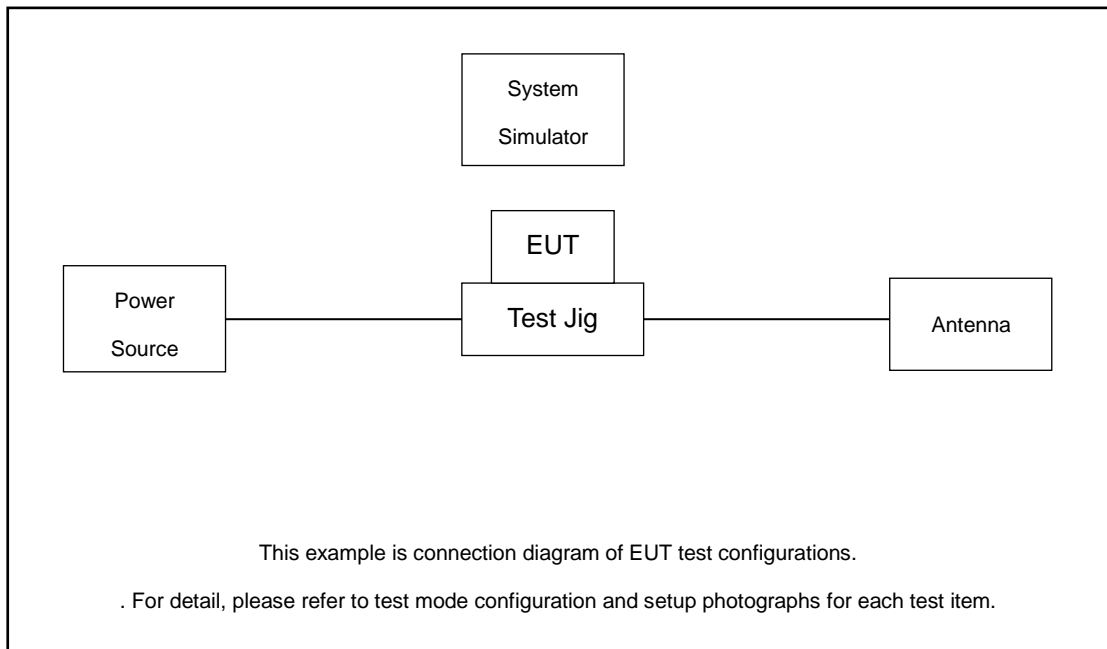 System
Simulator
EUT
Power
Source
Test Jig
Antenna
This example is connection diagram of EUT test configurations.
. For detail, please refer to test mode configuration and setup photographs for each test item.